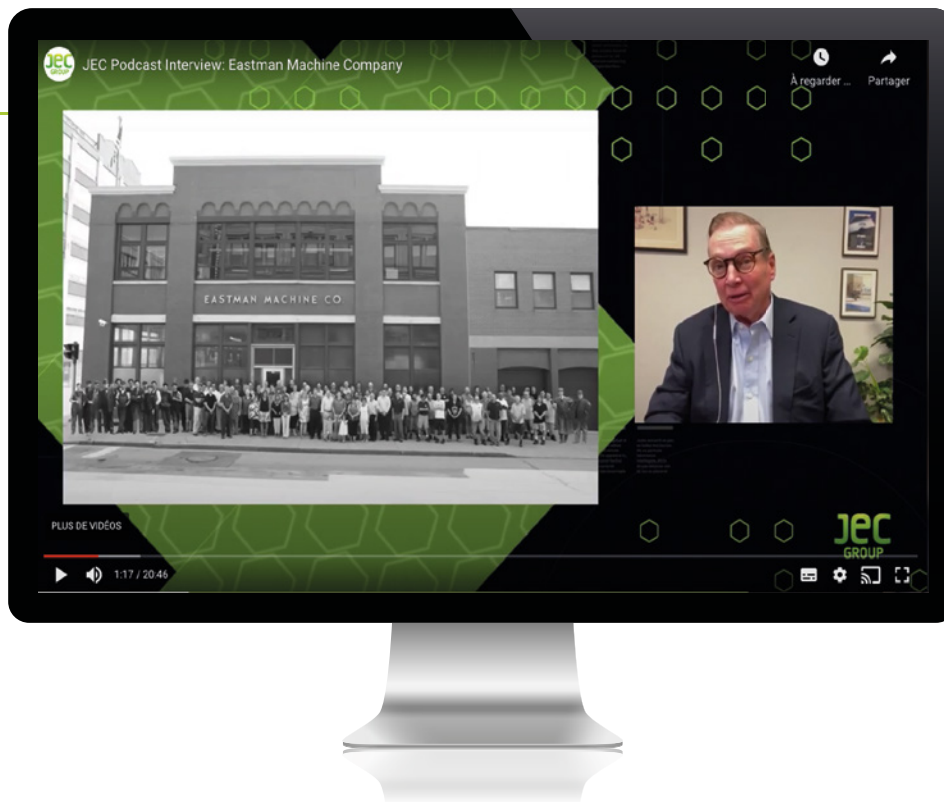 JEC
GROUP
JEC Podcast Interview: Eastman Machine Company
À regarder ...
Partager
EASTMAN MACHINE CO
PLUS DE VIDÉOS
JEC
GROUP
1:17 / 20:46